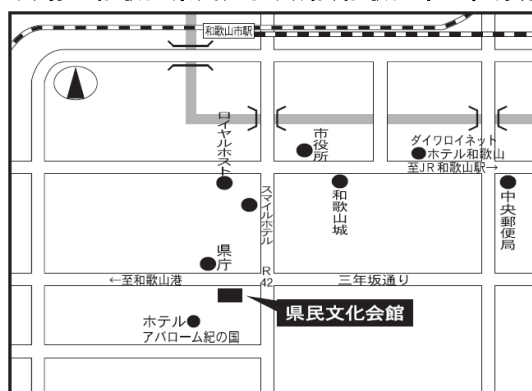 和歌山市駅
ロイヤルホスト
市役所
ダイワロイネット
ホテル和歌山
至JR和歌山駅→
スマイルホテル
和歌山城
中央郵便局
県庁
R
42
←至和歌山港
三年坂通り
県民文化会館
ホテル
アバローム紀の国